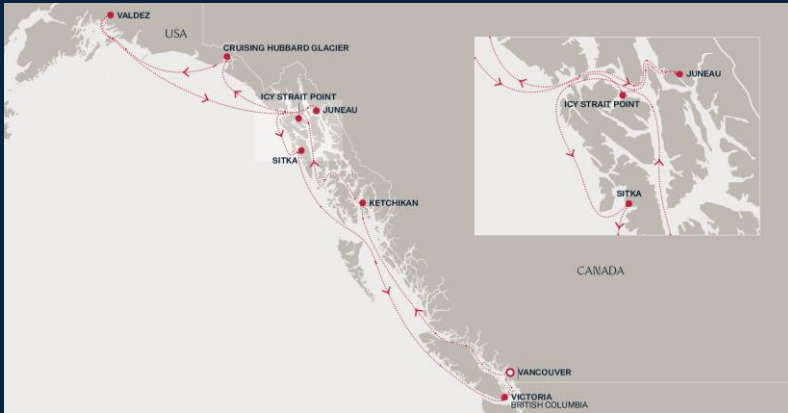 VALDEZ
USA
CRUISING HUBBARD GLACIER
ICY STRAIT POINT
JUNEAU
SITKA
KETCHIKAN
VANCOUVER
VICTORIA
BRITISH COLUMBIA
CANADA
JUNEAU
ICY STRAIT POINT
SITKA